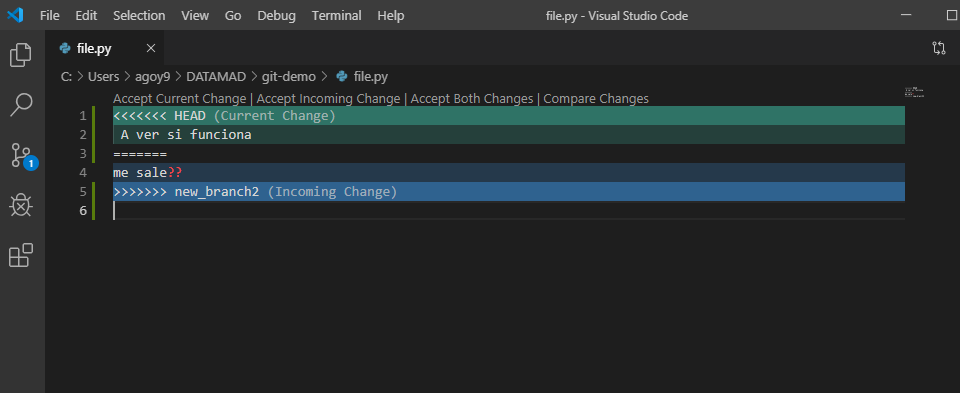 File Edit Selection View Go Debug Terminal Help file.py - Visual Studio Code
file.py
C: > Users > agoy9 > DATAMAD > git-demo > file.py
Accept Current Change | Accept Incoming Change | Accept Both Changes | Compare Changes
1 <<<<<<< HEAD (Current Change)
2 A ver si funciona
3 =======
4 me sale??
5 >>>>>>> new_branch2 (Incoming Change)
6
1